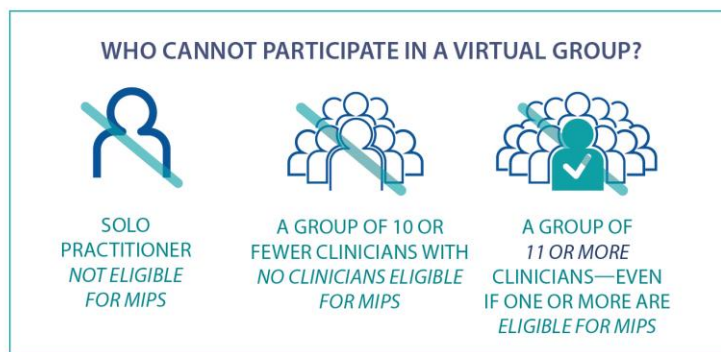 WHO CANNOT PARTICIPATE IN A VIRTUAL GROUP?
SOLO
PRACTITIONER
NOT ELIGIBLE
FOR MIPS
A GROUP OF 10 OR
FEWER CLINICIANS WITH
NO CLINICIANS ELIGIBLE
FOR MIPS
A GROUP OF
11 OR MORE
CLINICIANS—EVEN
IF ONE OR MORE ARE
ELIGIBLE FOR MIPS